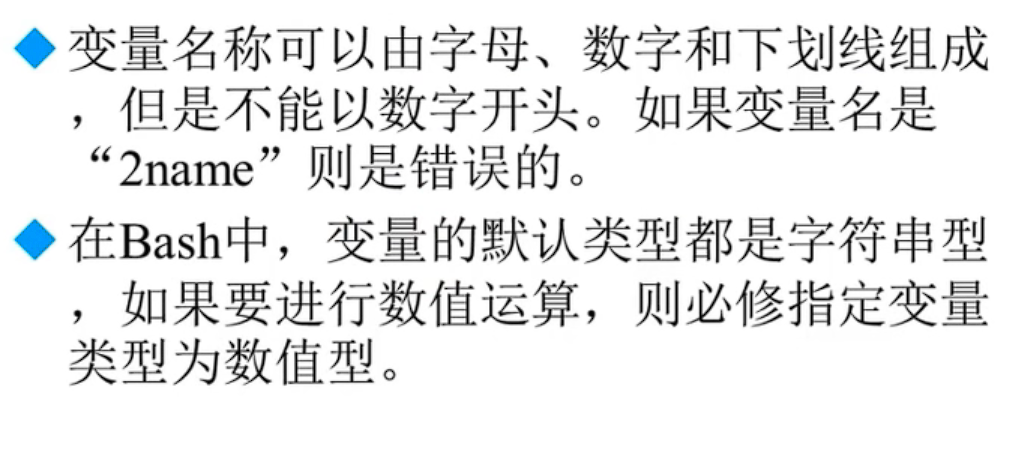 变量名称可以由字母、数字和下划线组成
，但是不能以数字开头。如果变量名是
“2name”则是错误的。
在Bash中，变量的默认类型都是字符串型
，如果要进行数值运算，则必修指定变量
类型为数值型。